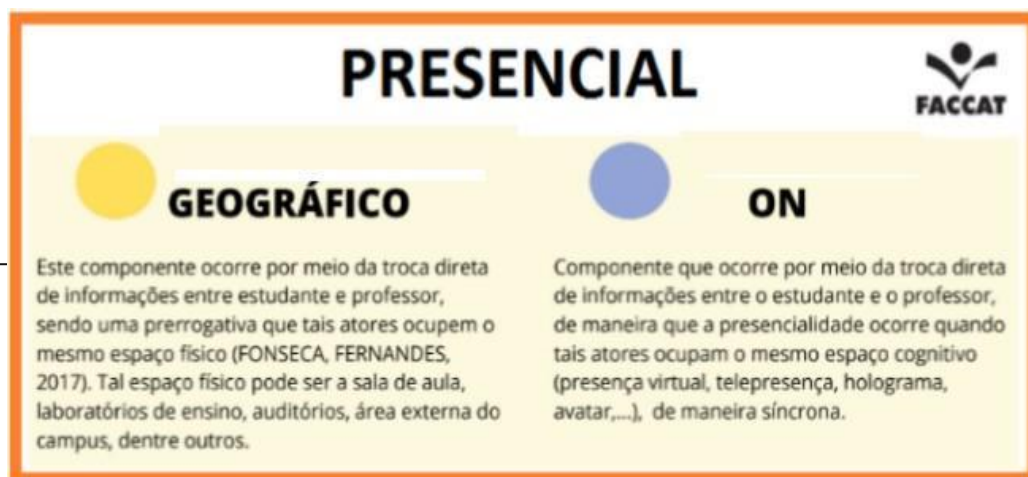 PRESENCIAL
FACCAT
GEOGRÁFICO
Este componente ocorre por meio da troca direta
de informações entre estudante e professor,
sendo uma prerrogativa que tais atores ocupem o
mesmo espaço físico (FONSECA, FERNANDES,
2017). Tal espaço físico pode ser a sala de aula,
laboratórios de ensino, auditórios, área externa do
campus, dentre outros.
ON
Componente que ocorre por meio da troca direta
de informações entre o estudante e o professor,
de maneira que a presencialidade ocorre quando
tais atores ocupam o mesmo espaço cognitivo
(presença virtual, telepresença, holograma,
avatar,...), de maneira síncrona.